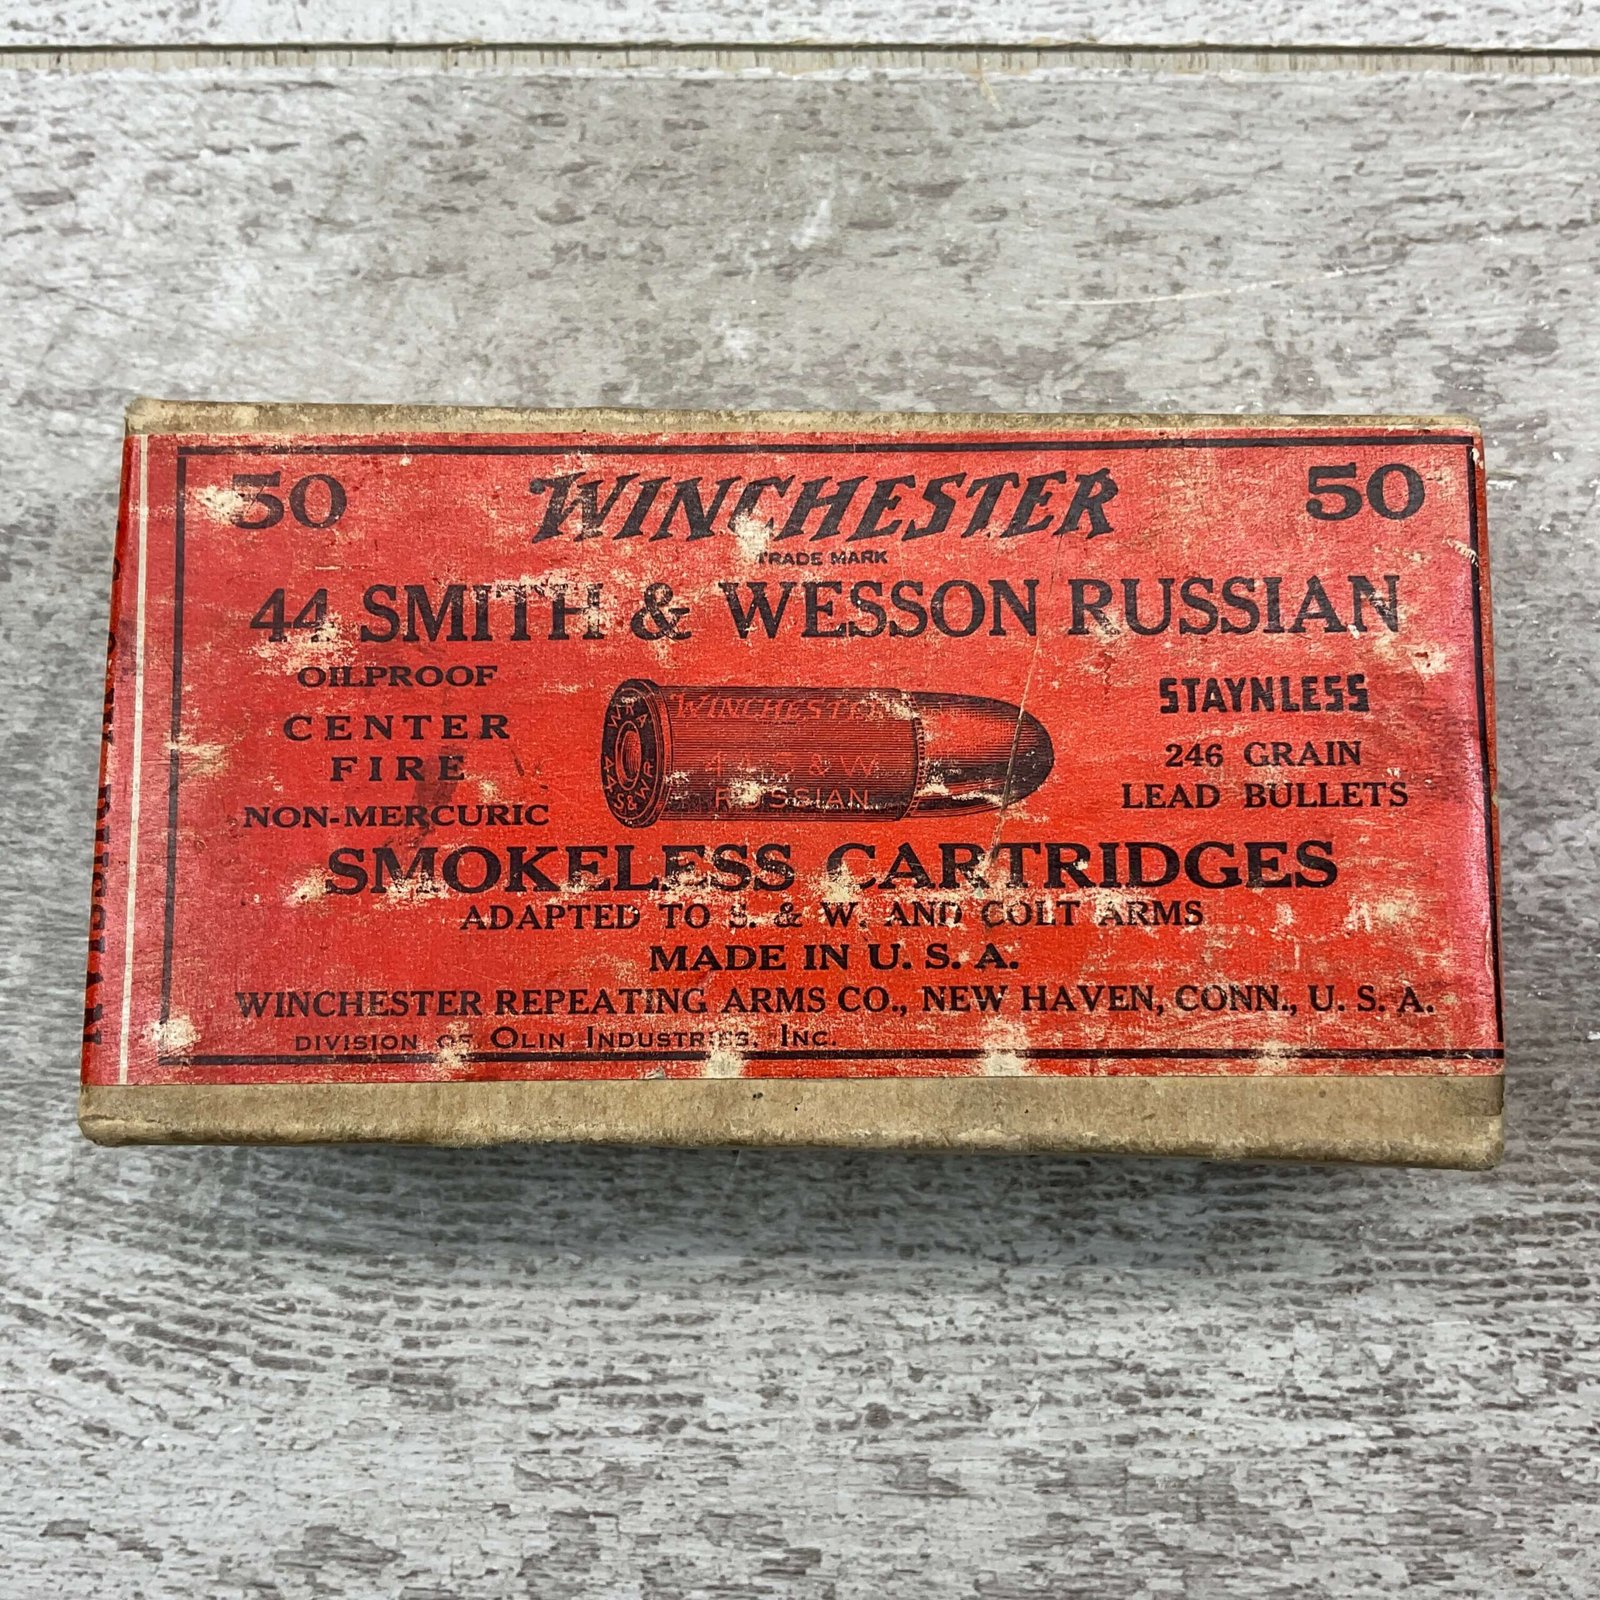 50 WINCHESTER 50
TRADE MARK
44 SMITH & WESSON RUSSIAN
OILPROOF
CENTER
FIRE
NON-MERCURIC
WINCHESTER
44 S & W
RUSSIAN
W.R.A.
44 S&W.R
STAYNLESS
246 GRAIN
LEAD BULLETS
SMOKELESS CARTRIDGES
ADAPTED TO S. & W. AND COLT ARMS
MADE IN U. S. A.
WINCHESTER REPEATING ARMS CO., NEW HAVEN, CONN., U. S. A.
DIVISION OF OLIN INDUSTRIES, INC.